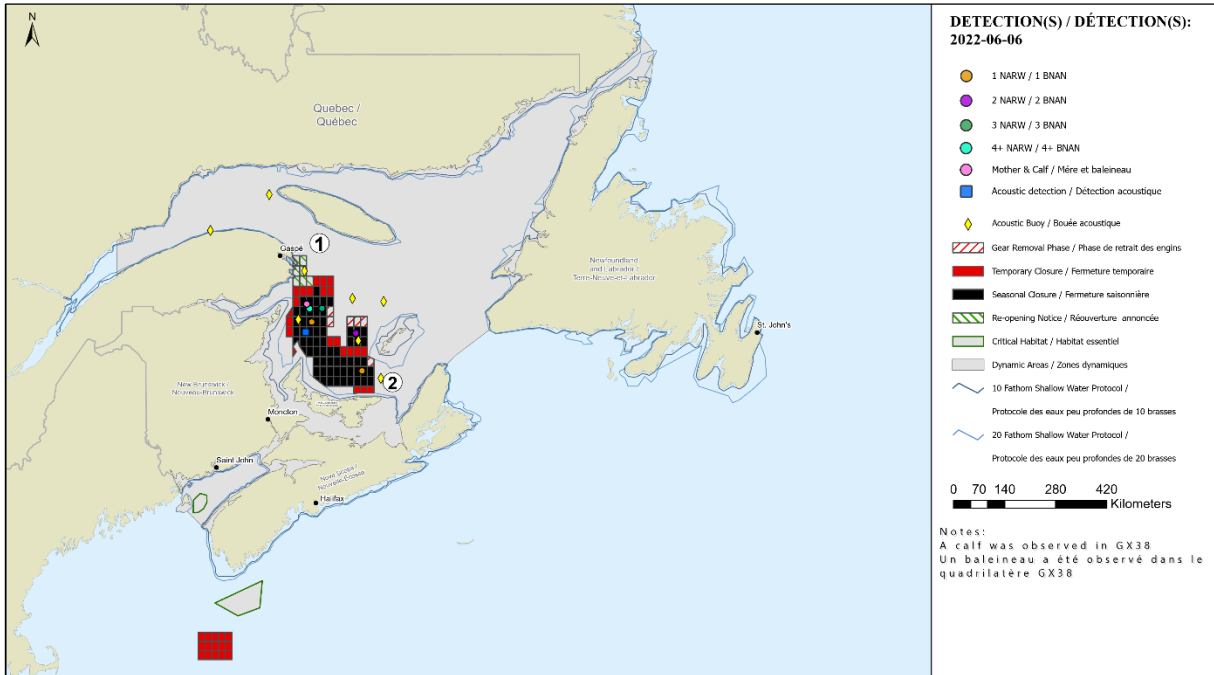 N
Quebec /
Québec
1
Gaspé
Newfoundland
and Labrador /
Terre-Neuve-et-Labrador
St. John's
2
New Brunswick /
Nouveau-Brunswick
Moncton
Saint John
Nova Scotia /
Nouvelle-Écosse
Halifax
DETECTION(S) / DÉTECTION(S):
2022-06-06
1 NARW / 1 BNAN
2 NARW / 2 BNAN
3 NARW / 3 BNAN
4+ NARW / 4+ BNAN
Mother & Calf / Mére et baleineau
Acoustic detection / Détection acoustique
Acoustic Buoy / Bouée acoustique
Gear Removal Phase / Phase de retrait des engins
Temporary Closure / Fermeture temporaire
Seasonal Closure / Fermeture saisonnière
Re-opening Notice / Réouverture annoncée
Critical Habitat / Habitat essentiel
Dynamic Areas / Zones dynamiques
10 Fathom Shallow Water Protocol /
Protocole des eaux peu profondes de 10 brasses
20 Fathom Shallow Water Protocol /
Protocole des eaux peu profondes de 20 brasses
0 70 140 280 420
Kilometers
Notes:
A calf was observed in GX38
Un baleineau a été observé dans le
quadrilatère GX38